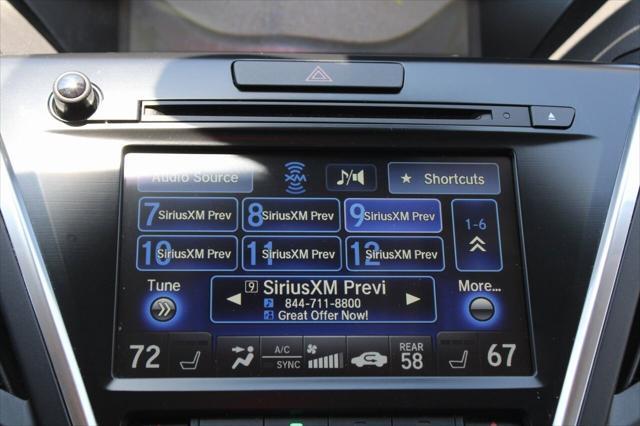 Audio Source
XM
★ Shortcuts
7 SiriusXM Prev
8 SiriusXM Prev
9 SiriusXM Prev
1-6
10 SiriusXM Prev
11 SiriusXM Prev
12 SiriusXM Prev
Tune
9 SiriusXM Previ
844-711-8800
Great Offer Now!
More...
72
A/C
SYNC
REAR
58
67